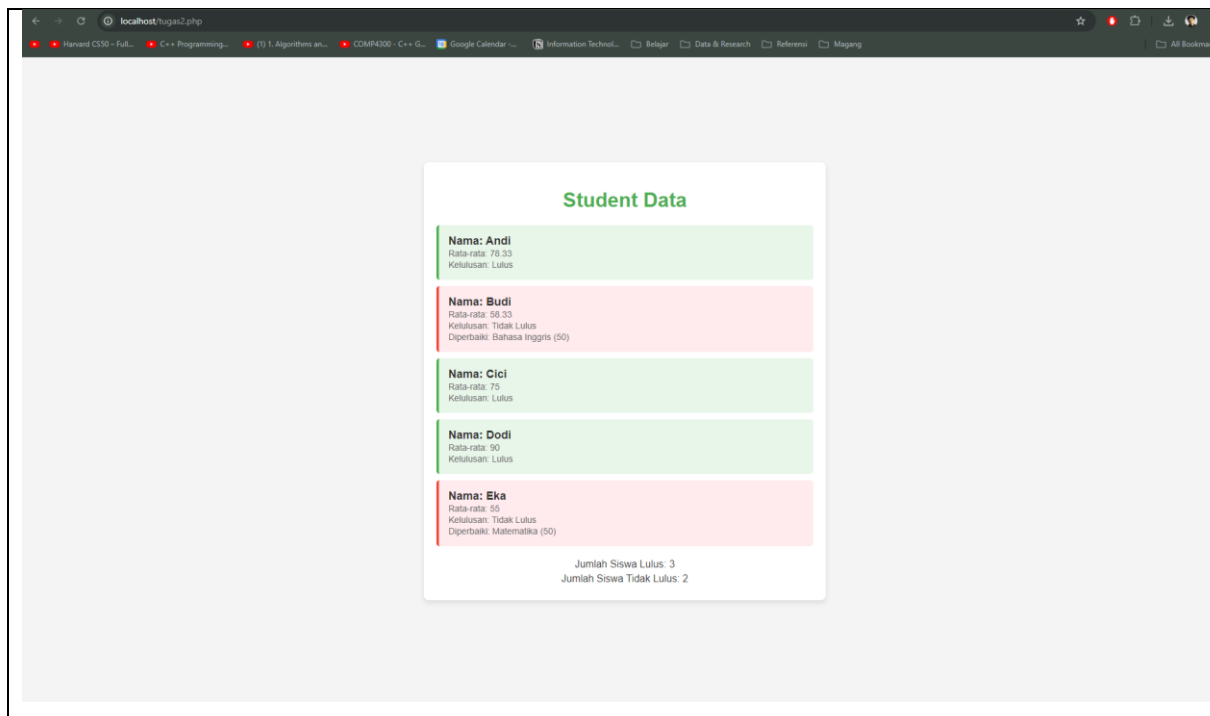 localhost/tugas2.php
Harvard CS50 – Full...
C++ Programming...
(1) 1. Algorithms an...
COMP4300 - C++ G...
Google Calendar -...
Information Technol...
Belajar
Data & Research
Referensi
Magang
All Bookma
Student Data
Nama: Andi
Rata-rata: 78.33
Kelulusan: Lulus
Nama: Budi
Rata-rata: 58.33
Kelulusan: Tidak Lulus
Diperbaiki: Bahasa Inggris (50)
Nama: Cici
Rata-rata: 75
Kelulusan: Lulus
Nama: Dodi
Rata-rata: 90
Kelulusan: Lulus
Nama: Eka
Rata-rata: 55
Kelulusan: Tidak Lulus
Diperbaiki: Matematika (50)
Jumlah Siswa Lulus: 3
Jumlah Siswa Tidak Lulus: 2